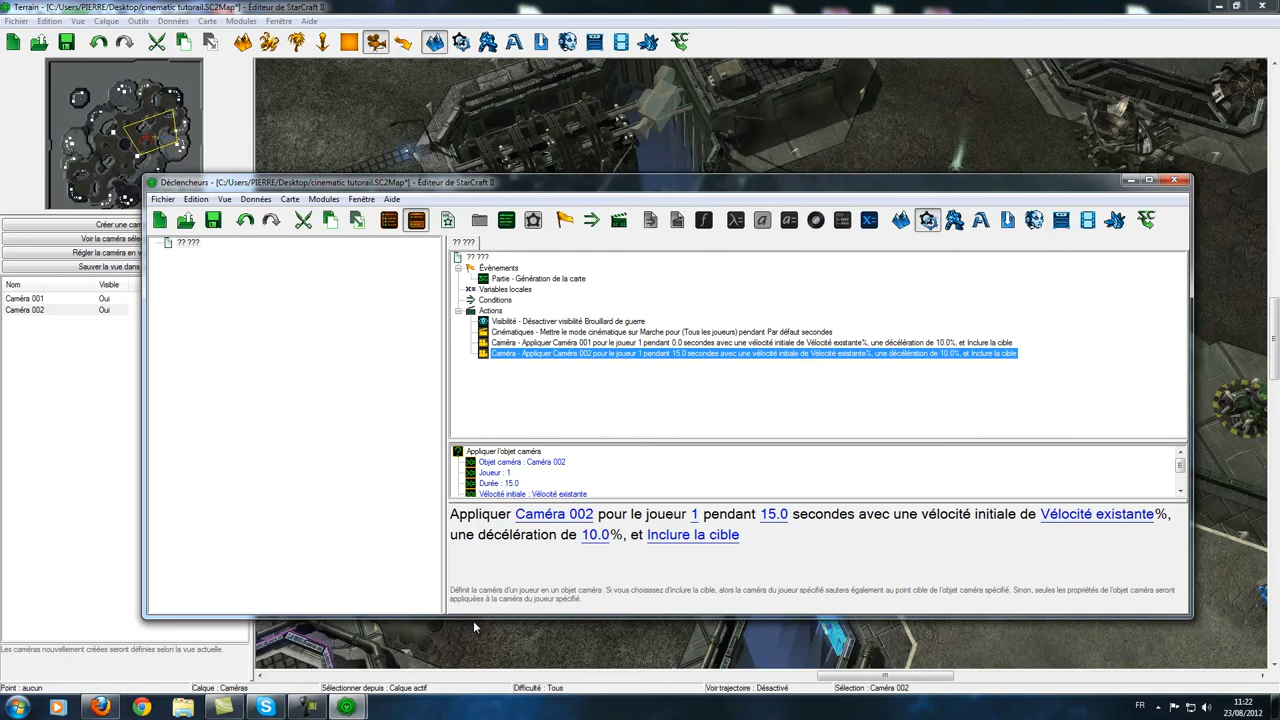 Terrain - [C:/Users/PIERRE/Desktop/cinematic tutorail.SC2Map*] - Éditeur de StarCraft II
Fichier Edition Vue Calque Outils Données Carte Modules Fenêtre Aide
Déclencheurs - [C:/Users/PIERRE/Desktop/cinematic tutorail.SC2Map*] - Éditeur de StarCraft II
Fichier Edition Vue Données Carte Modules Fenêtre Aide
Créer une cam
Voir la caméra séle
Régler la caméra en v
Sauver la vue dans
Nom Visible
Caméra 001 Oui
Caméra 002 Oui
Les caméras nouvellement créées seront définies selon la vue actuelle.
?? ???
?? ???
?? ???
Évènements
Partie - Génération de la carte
Variables locales
Conditions
Actions
Visibilité - Désactiver visibilité Brouillard de guerre
Cinématiques - Mettre le mode cinématique sur Marche pour (Tous les joueurs) pendant Par défaut secondes
Caméra - Appliquer Caméra 001 pour le joueur 1 pendant 0.0 secondes avec une vélocité initiale de Vélocité existante%, une décélération de 10.0%, et Inclure la cible
Caméra - Appliquer Caméra 002 pour le joueur 1 pendant 15.0 secondes avec une vélocité initiale de Vélocité existante%, une décélération de 10.0%, et Inclure la cible
Appliquer l'objet caméra
Objet caméra : Caméra 002
Joueur : 1
Durée : 15.0
Vélocité initiale : Vélocité existante
Appliquer Caméra 002 pour le joueur 1 pendant 15.0 secondes avec une vélocité initiale de Vélocité existante%,
une décélération de 10.0%, et Inclure la cible
Définit la caméra d'un joueur en un objet caméra. Si vous choisissez d'Inclure la cible, alors la caméra du joueur spécifié sautera également au point cible de l'objet caméra spécifié. Sinon, seules les propriétés de l'objet caméra seront
appliquées à la caméra du joueur spécifié.
Point : aucun Calque : Caméras Sélectionner depuis : Calque actif Difficulté : Tous Voir trajectoire : Désactivé Sélection : Caméra 002
FR 11:22
23/08/2012